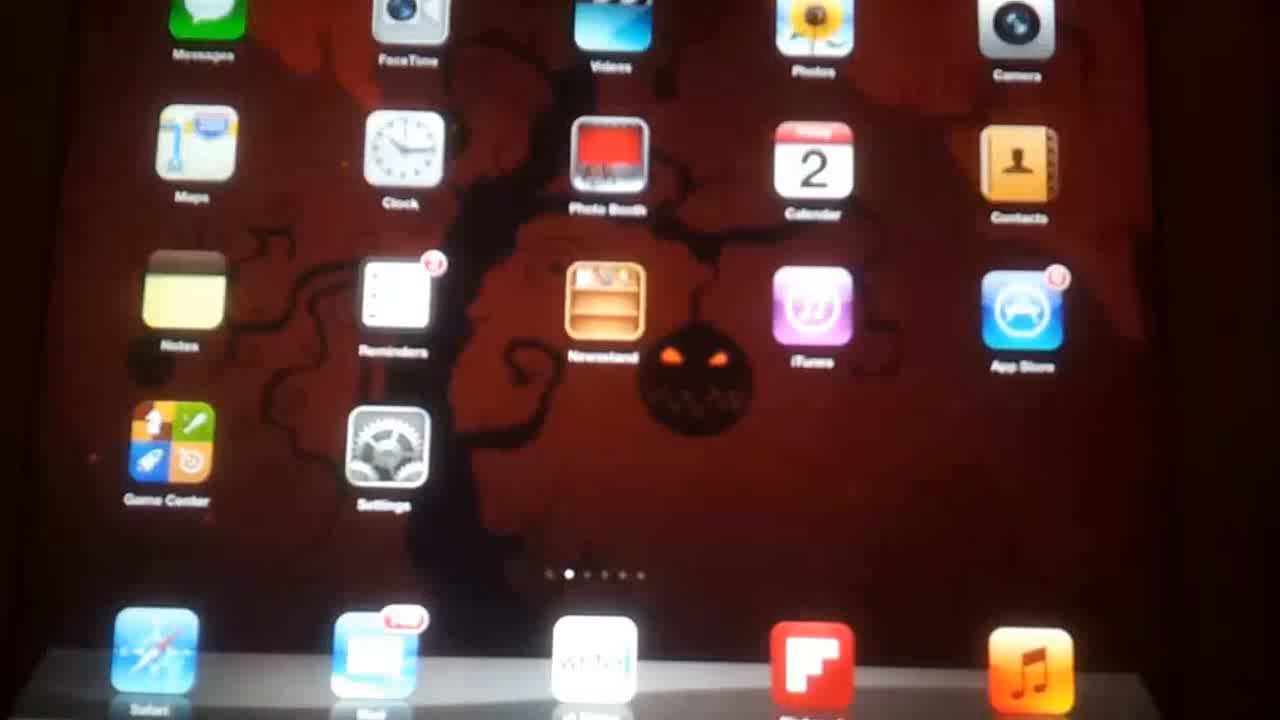 Messages
FaceTime
Videos
Photos
Camera
Maps
Clock
Photo Booth
2
Calendar
Contacts
Notes
Reminders
Newsstand
iTunes
App Store
Game Center
Settings
Safari